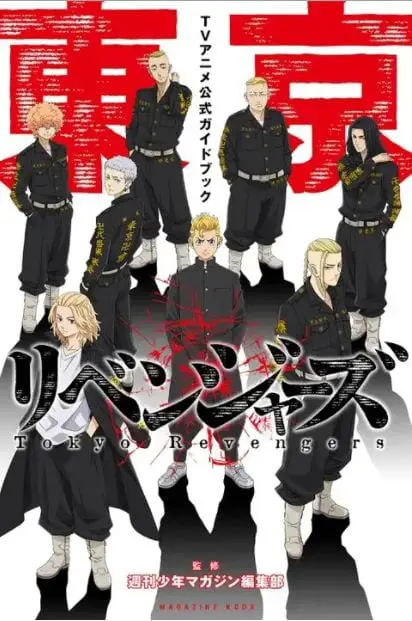 東京
TVアニメ公式ガイドブック
リベンジャーズ
Tokyo Revengers
監修
週刊少年マガジン編集部
MAGAZINE KCDX